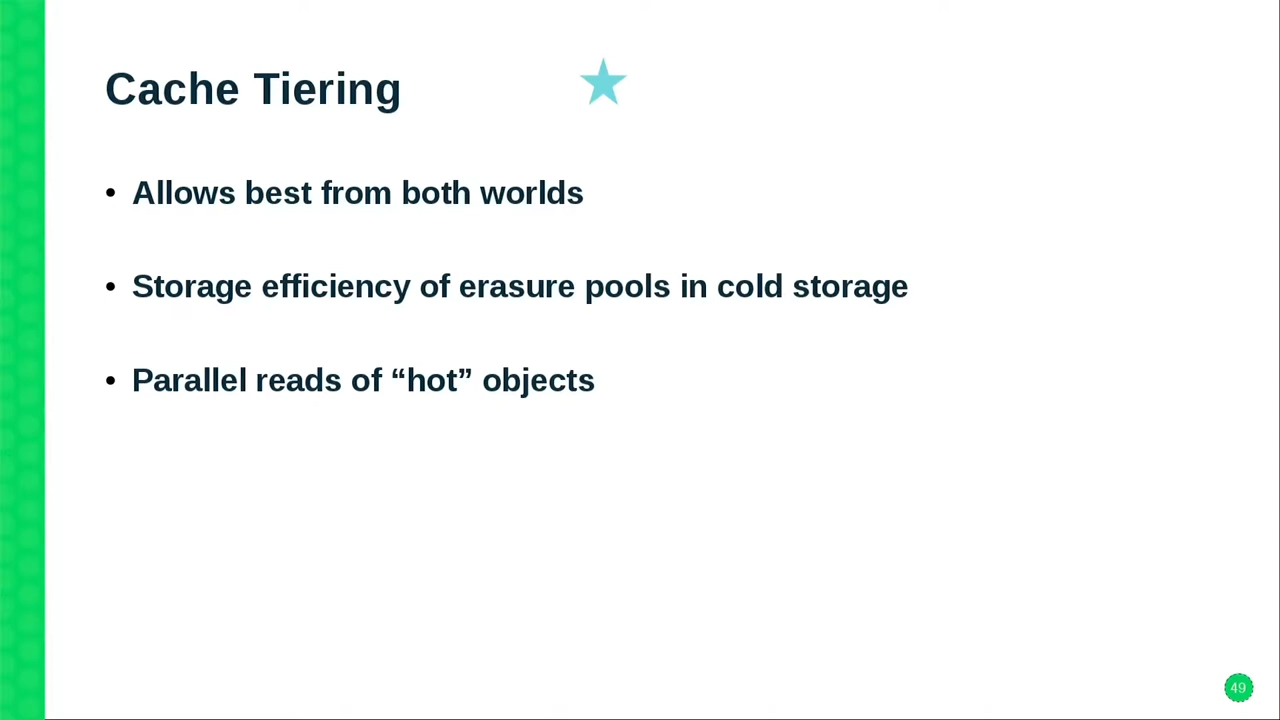 Cache Tiering
• Allows best from both worlds
• Storage efficiency of erasure pools in cold storage
• Parallel reads of “hot” objects
49